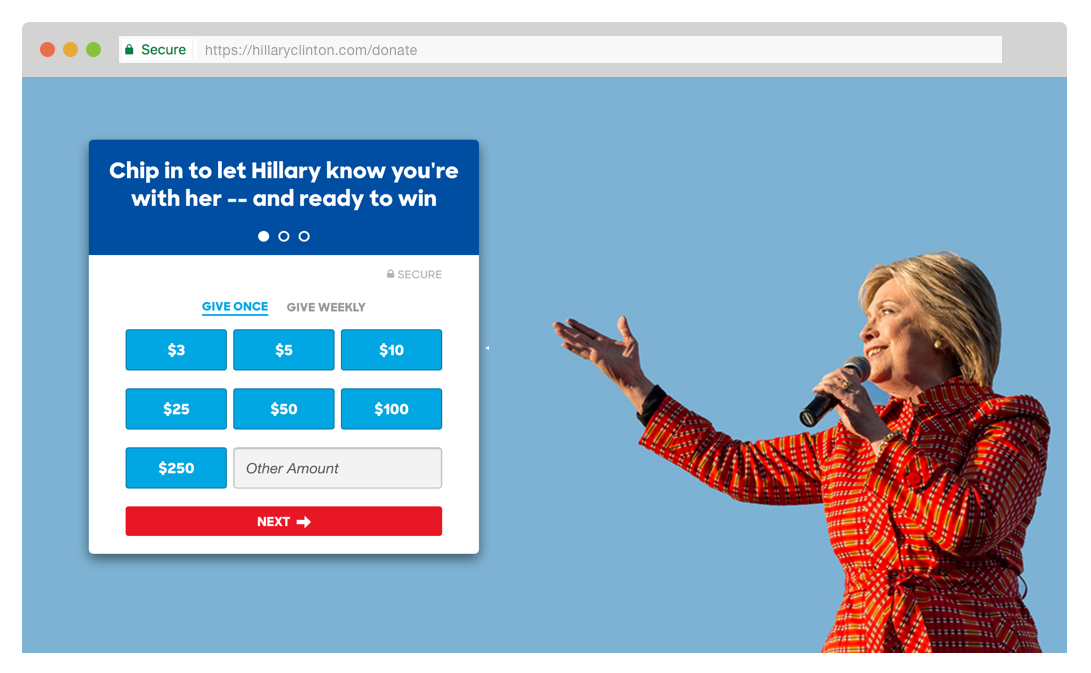 Secure https://hillaryclinton.com/donate
Chip in to let Hillary know you're
with her -- and ready to win
SECURE
GIVE ONCE GIVE WEEKLY
$3 $5 $10
$25 $50 $100
$250 Other Amount
NEXT